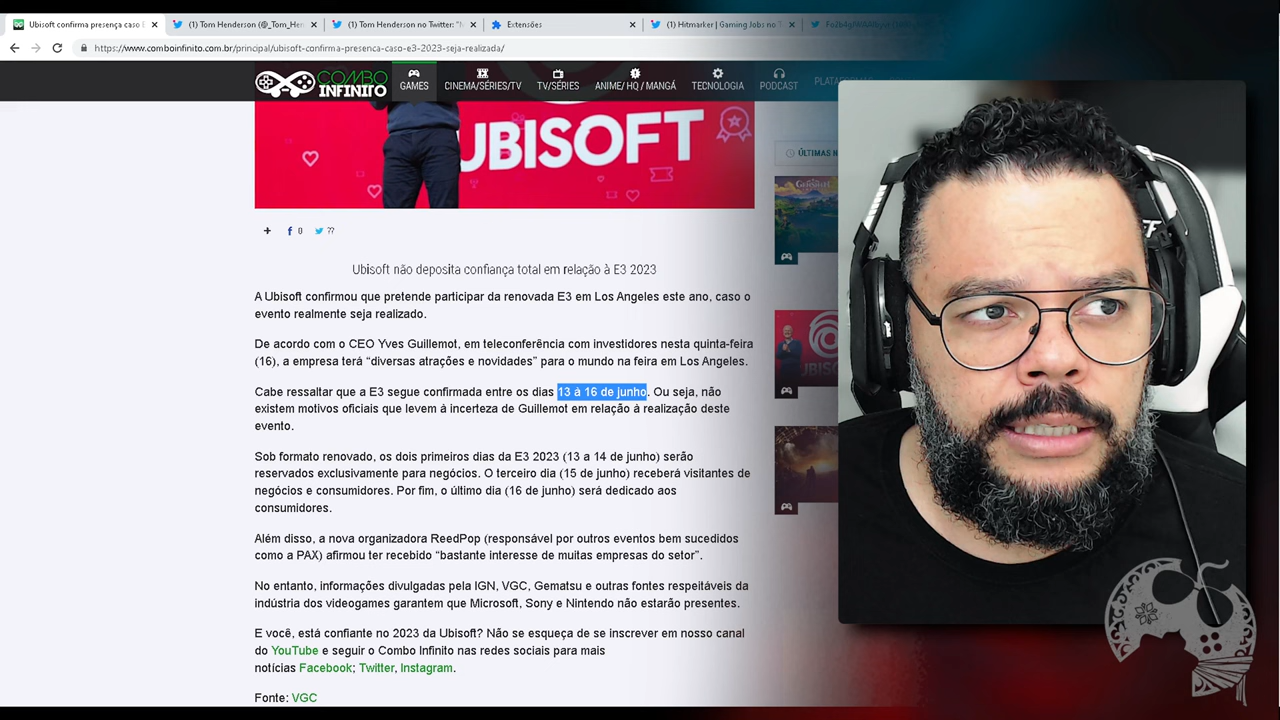 Ubisoft confirma presença caso E
(1) Tom Henderson (@_Tom_Hen
(1) Tom Henderson no Twitter: "
Extensões
(1) Hitmarker | Gaming Jobs no T
https://www.comboinfinito.com.br/principal/ubisoft-confirma-presenca-caso-e3-2023-seja-realizada/
COMBO INFINITO
GAMES
CINEMA/SÉRIES/TV
TV/SÉRIES
ANIME/ HQ / MANGÁ
TECNOLOGIA
PODCAST
UBISOFT
ÚLTIMAS
+ f 0 ??
Ubisoft não deposita confiança total em relação à E3 2023
A Ubisoft confirmou que pretende participar da renovada E3 em Los Angeles este ano, caso o
evento realmente seja realizado.
De acordo com o CEO Yves Guillemot, em teleconferência com investidores nesta quinta-feira
(16), a empresa terá “diversas atrações e novidades” para o mundo na feira em Los Angeles.
Cabe ressaltar que a E3 segue confirmada entre os dias 13 à 16 de junho. Ou seja, não
existem motivos oficiais que levem à incerteza de Guillemot em relação à realização deste
evento.
Sob formato renovado, os dois primeiros dias da E3 2023 (13 a 14 de junho) serão
reservados exclusivamente para negócios. O terceiro dia (15 de junho) receberá visitantes de
negócios e consumidores. Por fim, o último dia (16 de junho) será dedicado aos
consumidores.
Além disso, a nova organizadora ReedPop (responsável por outros eventos bem sucedidos
como a PAX) afirmou ter recebido “bastante interesse de muitas empresas do setor”.
No entanto, informações divulgadas pela IGN, VGC, Gematsu e outras fontes respeitáveis da
indústria dos videogames garantem que Microsoft, Sony e Nintendo não estarão presentes.
E você, está confiante no 2023 da Ubisoft? Não se esqueça de se inscrever em nosso canal
do YouTube e seguir o Combo Infinito nas redes sociais para mais
notícias Facebook; Twitter, Instagram.
Fonte: VGC